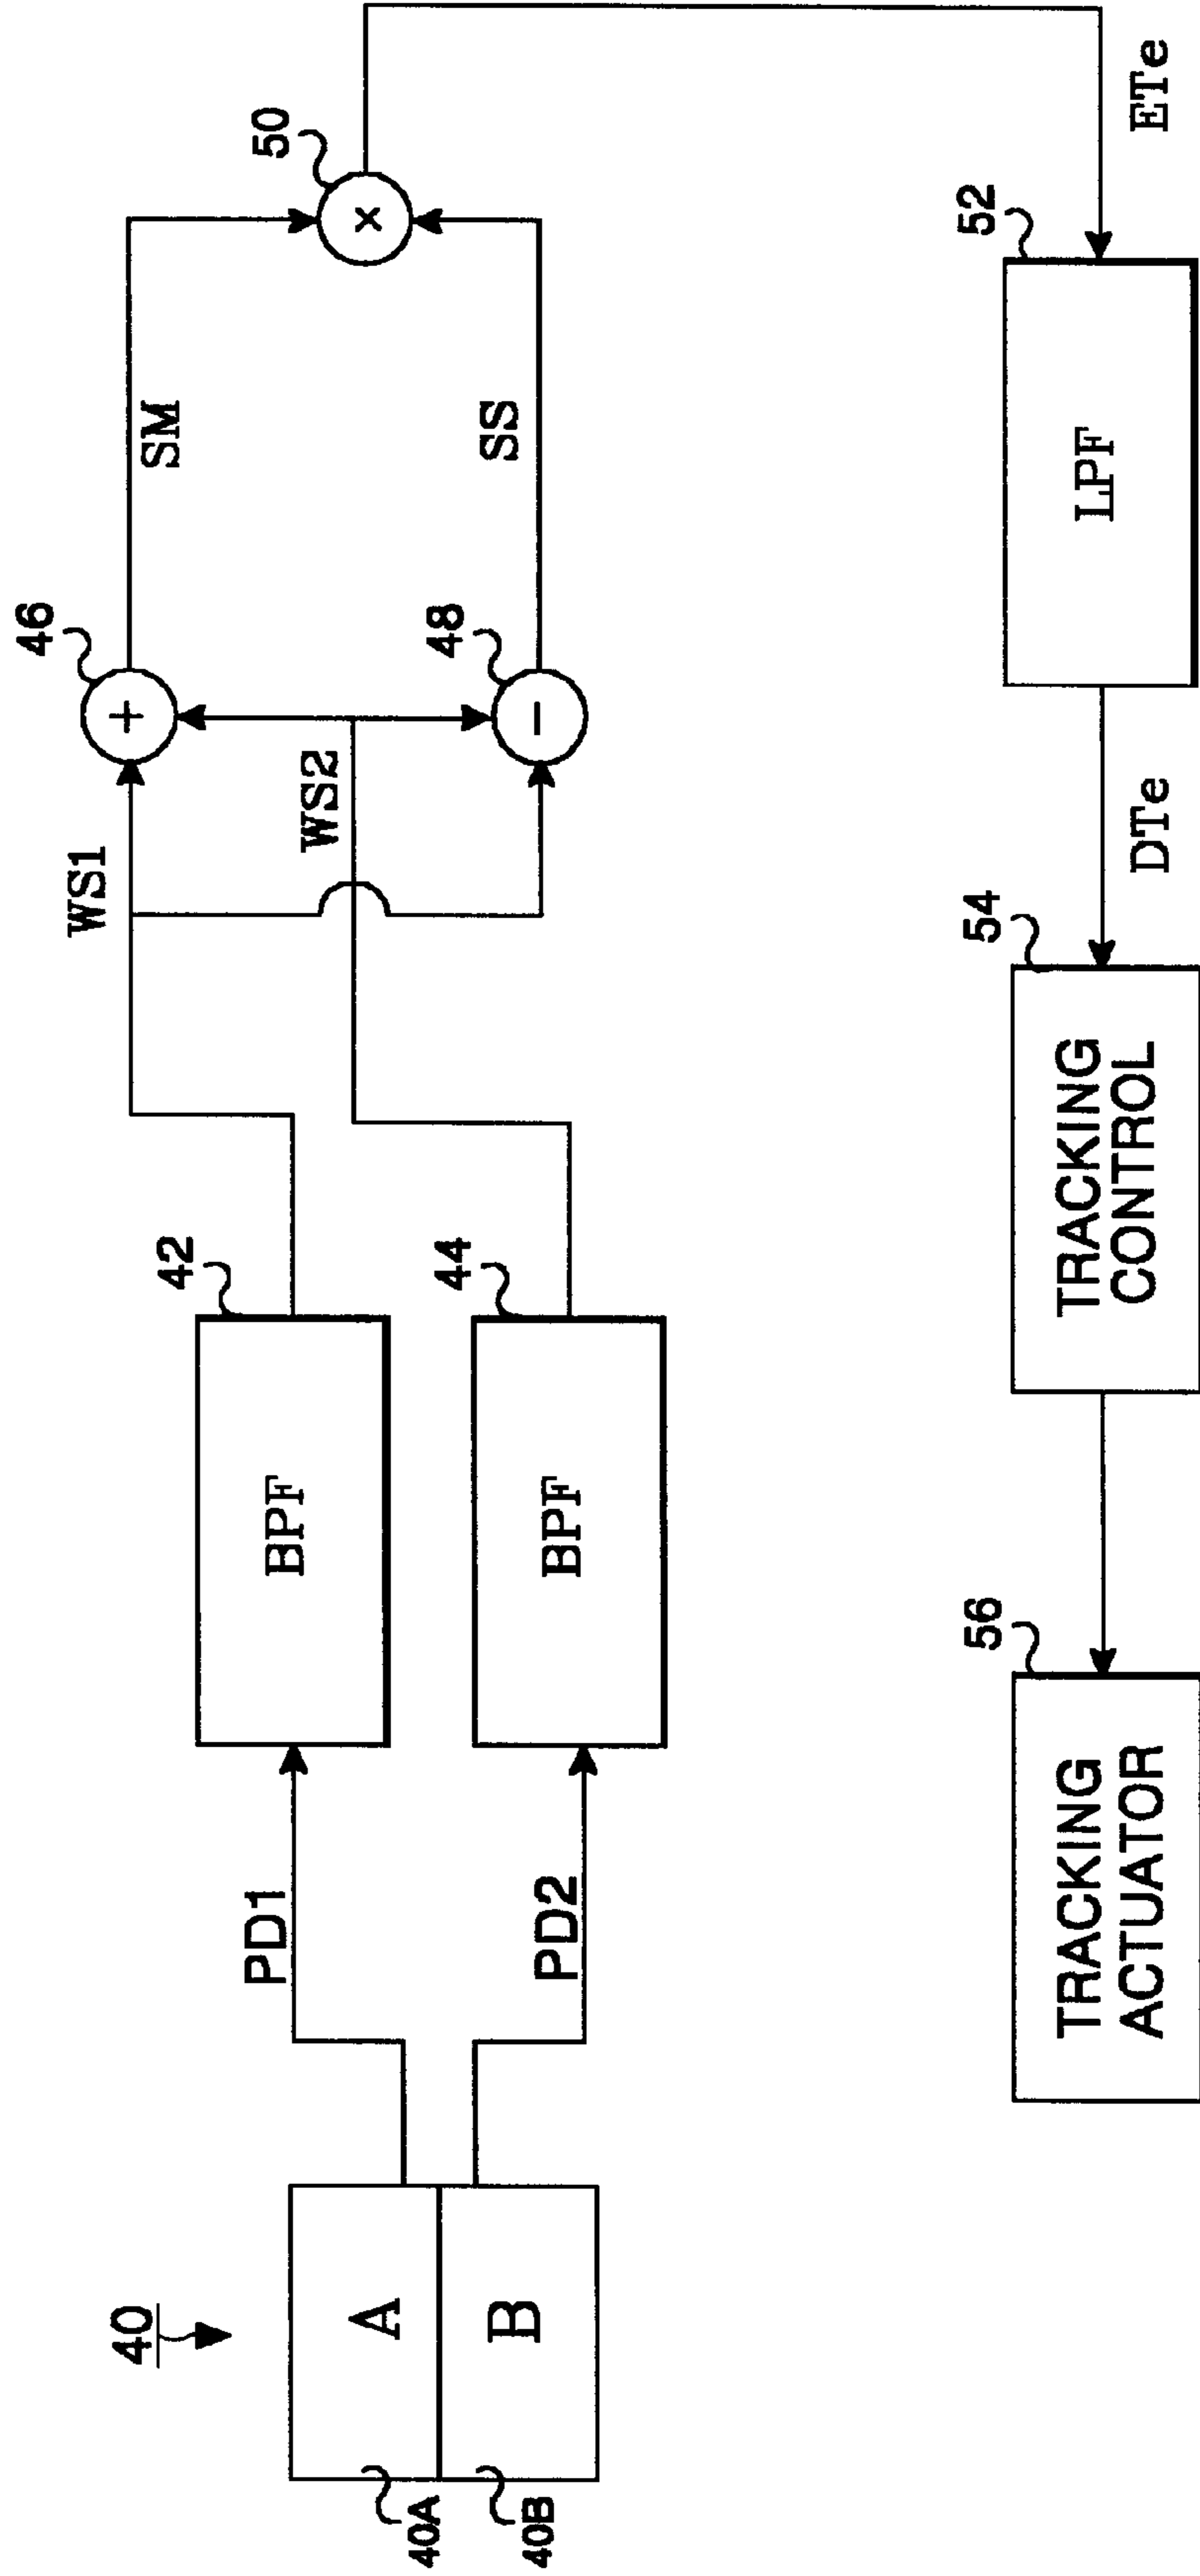 40
A
B
40A
40B
PD1
PD2
42
BPF
44
BPF
WS1
WS2
46
+
48
−
SM
SS
50
×
ETe
52
LPF
DTe
54
TRACKING
CONTROL
56
TRACKING
ACTUATOR